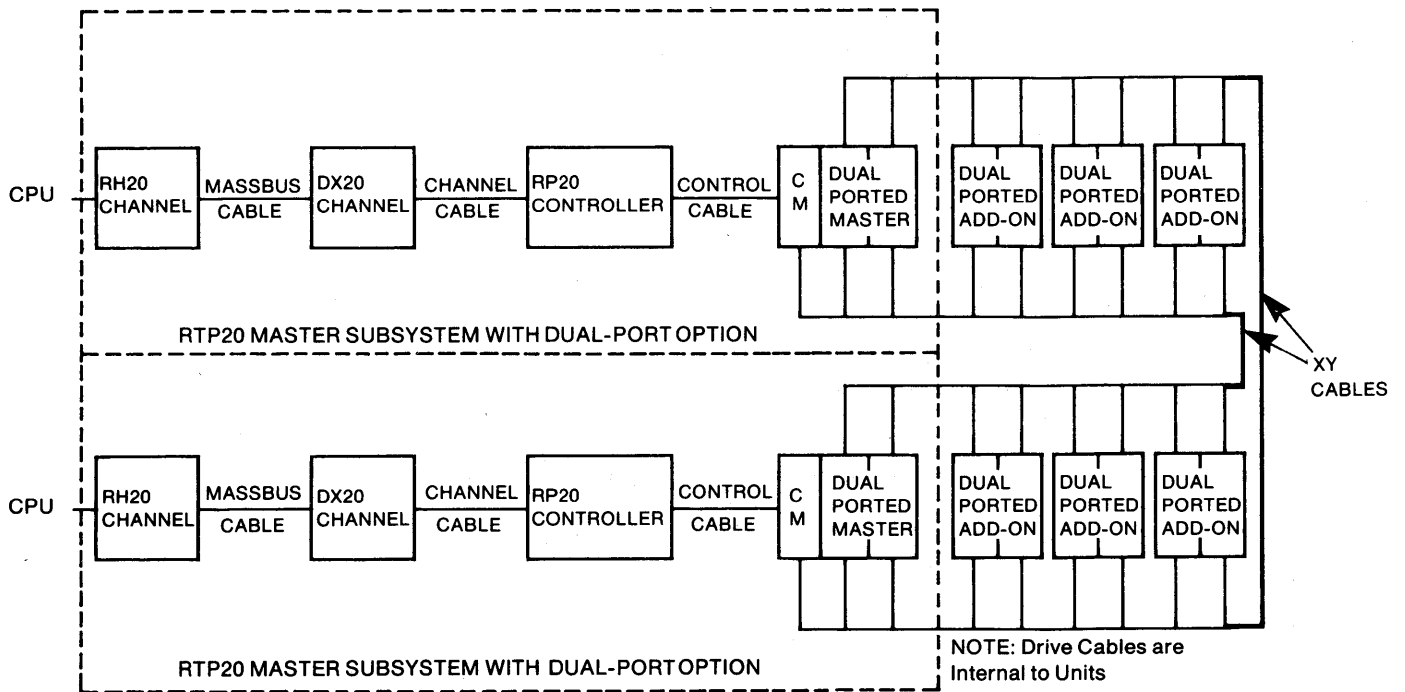 CPU
RH20
CHANNEL
MASSBUS
CABLE
DX20
CHANNEL
CHANNEL
CABLE
RP20
CONTROLLER
CONTROL
CABLE
C
M
DUAL
PORTED
MASTER
DUAL
PORTED
ADD-ON
DUAL
PORTED
ADD-ON
DUAL
PORTED
ADD-ON
RTP20 MASTER SUBSYSTEM WITH DUAL-PORT OPTION
XY
CABLES
CPU
RH20
CHANNEL
MASSBUS
CABLE
DX20
CHANNEL
CHANNEL
CABLE
RP20
CONTROLLER
CONTROL
CABLE
C
M
DUAL
PORTED
MASTER
DUAL
PORTED
ADD-ON
DUAL
PORTED
ADD-ON
DUAL
PORTED
ADD-ON
RTP20 MASTER SUBSYSTEM WITH DUAL-PORT OPTION
NOTE: Drive Cables are
Internal to Units